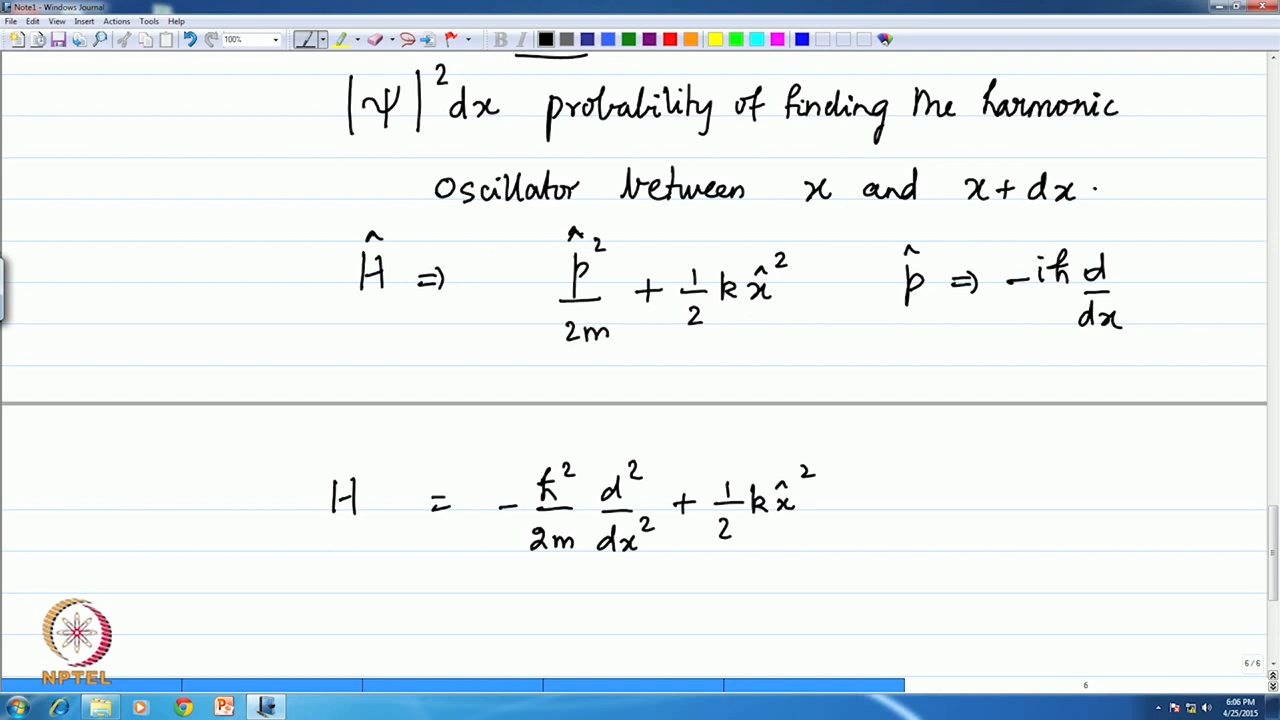 Note1 - Windows Journal
File Edit View Insert Actions Tools Help
100%
|Ψ|² dx probability of finding the harmonic
oscillator between x and x + dx.
Ĥ ⇒ p̂²/2m + 1/2 k x̂² p̂ ⇒ -iħ d/dx
H = - ħ²/2m d²/dx² + 1/2 k x̂²
NPTEL
6/6
6
6:06 PM
4/25/2015